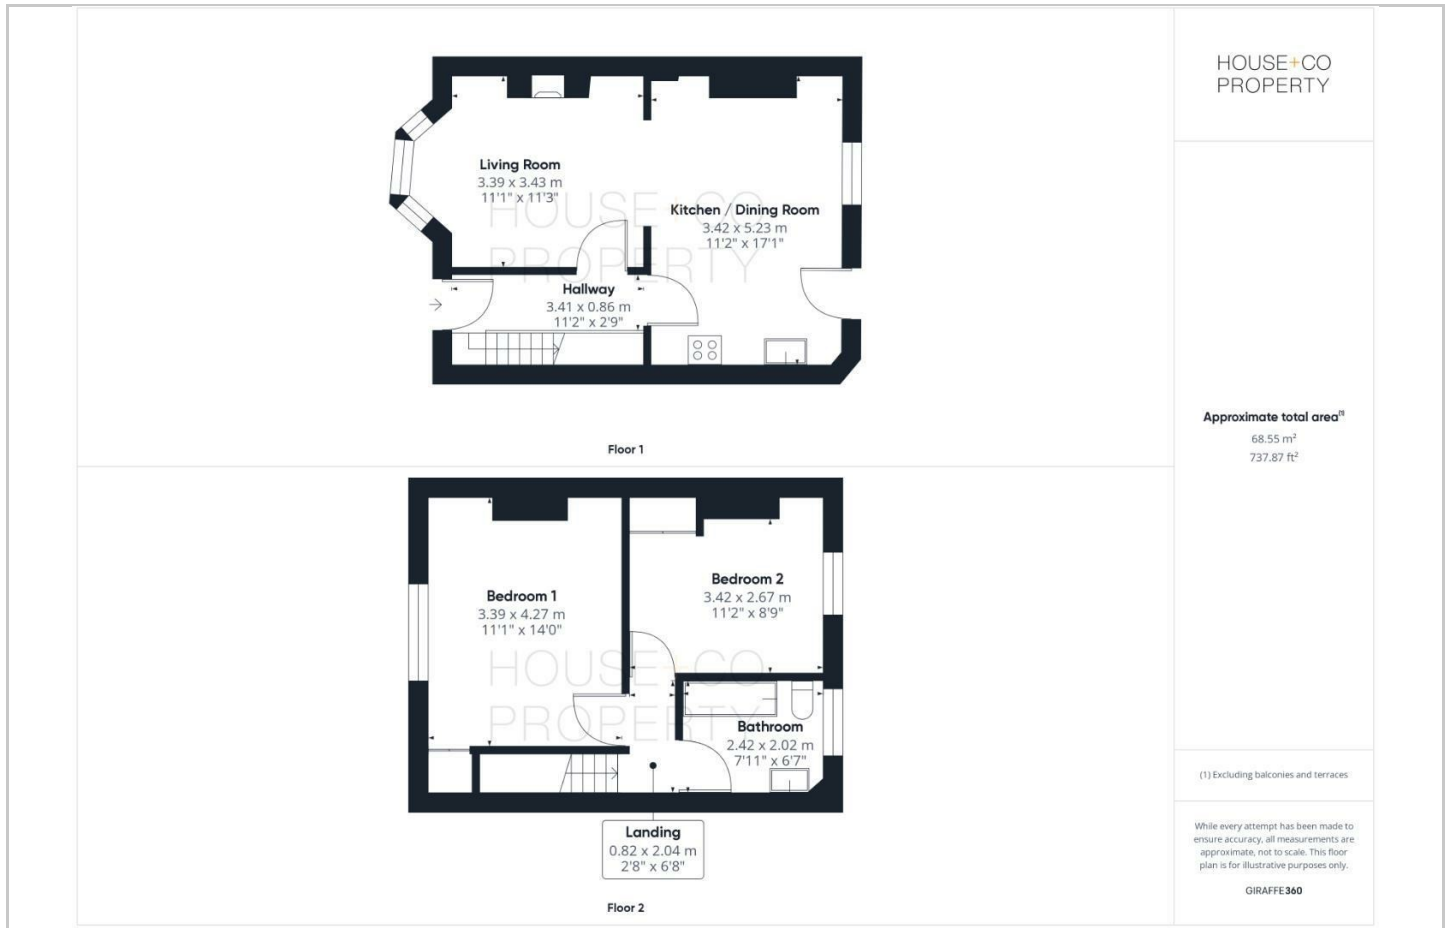 HOUSE+CO
PROPERTY
Living Room
3.39 x 3.43 m
11'1" x 11'3"
Kitchen / Dining Room
3.42 x 5.23 m
11'2" x 17'1"
HOUSE+CO
PROPERTY
Hallway
3.41 x 0.86 m
11'2" x 2'9"
Floor 1
Approximate total area(1)
68.55 m²
737.87 ft²
Bedroom 1
3.39 x 4.27 m
11'1" x 14'0"
Bedroom 2
3.42 x 2.67 m
11'2" x 8'9"
HOUSE+CO
PROPERTY
Bathroom
2.42 x 2.02 m
7'11" x 6'7"
Landing
0.82 x 2.04 m
2'8" x 6'8"
Floor 2
(1) Excluding balconies and terraces
While every attempt has been made to
ensure accuracy, all measurements are
approximate, not to scale. This floor
plan is for illustrative purposes only.
GIRAFFE360